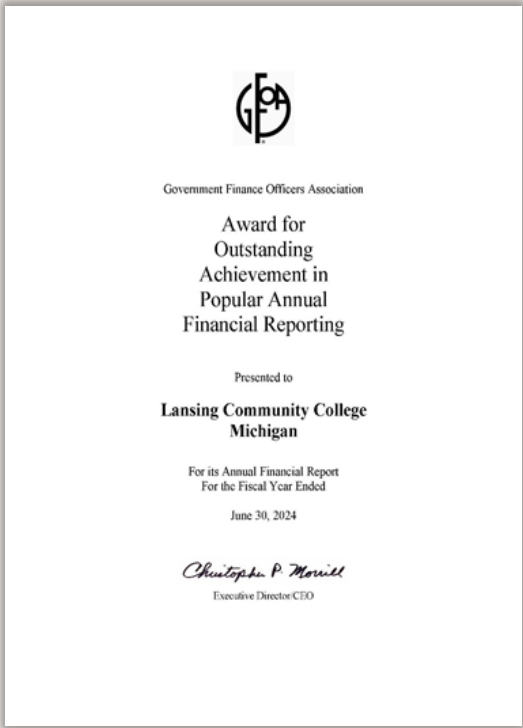 GFOA
Government Finance Officers Association
Award for
Outstanding
Achievement in
Popular Annual
Financial Reporting
Presented to
Lansing Community College
Michigan
For its Annual Financial Report
For the Fiscal Year Ended
June 30, 2024
Christopher P. Morrill
Executive Director/CEO